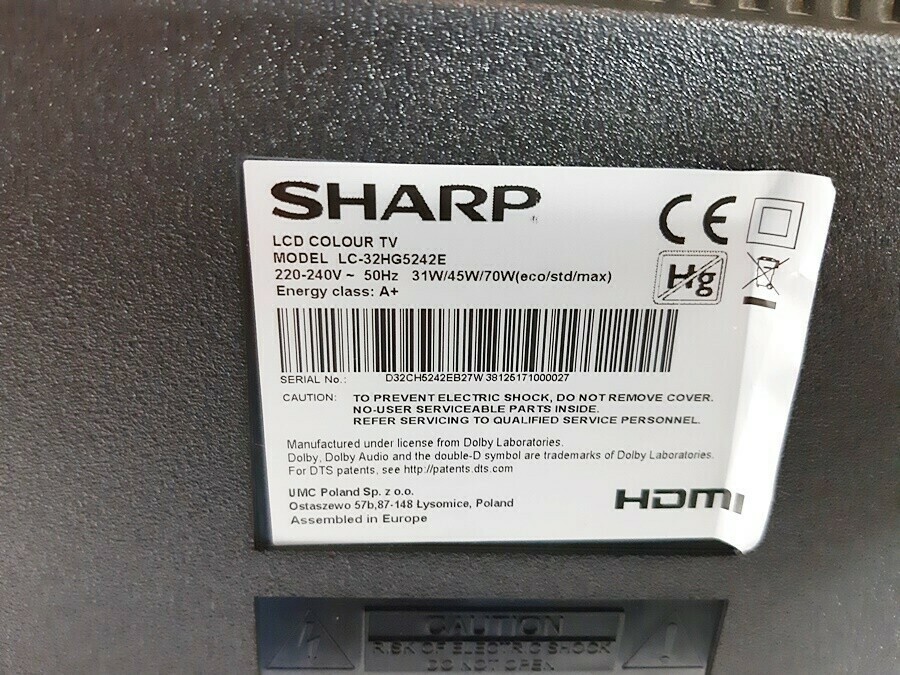 SHARP
LCD COLOUR TV
MODEL LC-32HG5242E
220-240V ~ 50Hz 31W/45W/70W(eco/std/max)
Energy class: A+
CE
Hg
SERIAL No.: D32CH5242EB27W 38125171000027
CAUTION: TO PREVENT ELECTRIC SHOCK, DO NOT REMOVE COVER.
NO-USER SERVICEABLE PARTS INSIDE.
REFER SERVICING TO QUALIFIED SERVICE PERSONNEL.
Manufactured under license from Dolby Laboratories.
Dolby, Dolby Audio and the double-D symbol are trademarks of Dolby Laboratories.
For DTS patents, see http://patents.dts.com
UMC Poland Sp. z o.o.
Ostaszewo 57b,87-148 Łysomice, Poland
Assembled in Europe
HDMI
CAUTION
RISK OF ELECTRIC SHOCK
DO NOT OPEN